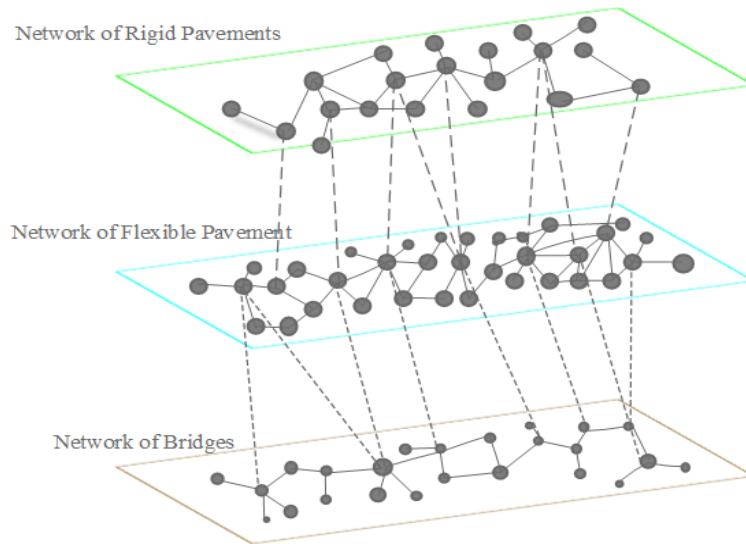 Network of Rigid Pavements
Network of Flexible Pavement
Network of Bridges